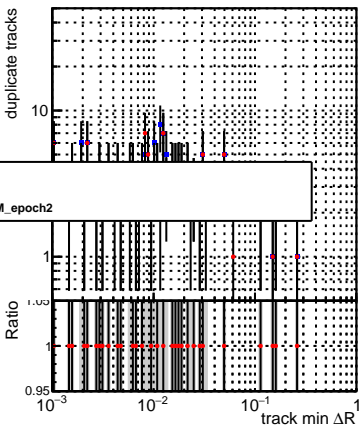 duplicate tracks
10
M_epoch2
1
1.05
Ratio
1
0.95
10⁻³
10⁻²
10⁻¹
1
track min ΔR